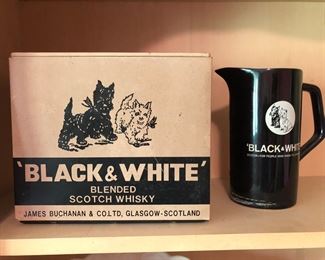 'BLACK & WHITE'
BLENDED
SCOTCH WHISKY
JAMES BUCHANAN & CO.LTD, GLASGOW-SCOTLAND
'BLACK & WHITE